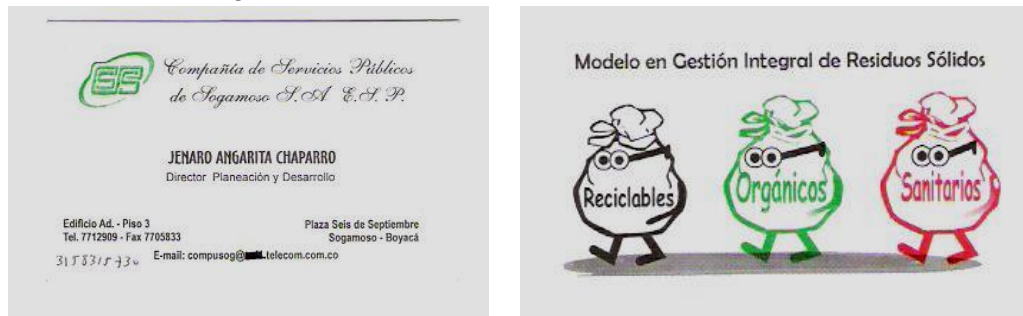 Compañía de Servicios Públicos
de Sogamoso S.A. E.S.P.
JENARO ANGARITA CHAPARRO
Director Planeación y Desarrollo
Edificio Ad. - Piso 3
Tel. 7712909 - Fax 7705833
Plaza Seis de Septiembre
Sogamoso - Boyacá
E-mail: compusog@ telecom.com.co
Modelo en Gestión Integral de Residuos Sólidos
Reciclables
Orgánicos
Sanitarios